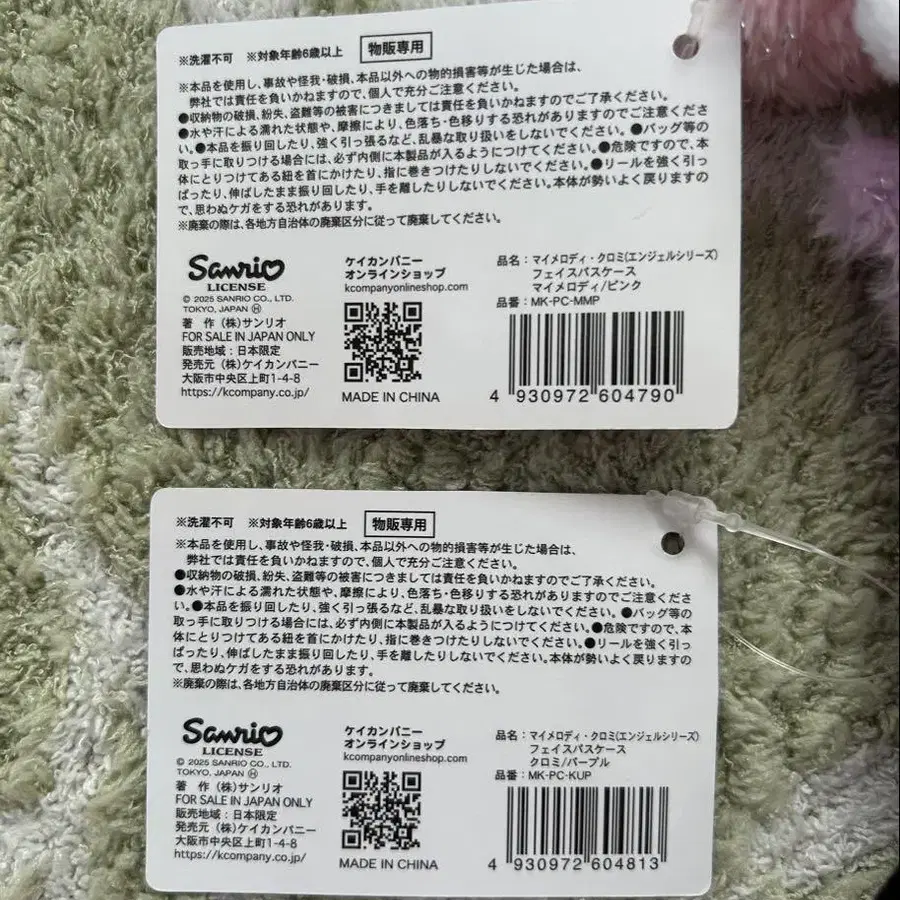 ※洗濯不可 ※対象年齢6歳以上 物販専用
※本品を使用し、事故や怪我・破損、本品以外への物的損害等が生じた場合は、
弊社では責任を負いかねますので、個人で充分ご注意ください。
●収納物の破損、紛失、盗難等の被害につきましては責任を負いかねますのでご了承ください。
●水や汗による濡れた状態や、摩擦により、色落ち・色移りする恐れがありますのでご注意ください
い。●本品を振り回したり、強く引っ張るなど、乱暴な取り扱いをしないでください。●バッグ等の
取っ手に取りつける場合には、必ず内側に本製品が入るようにつけてください。●危険ですので、本
体にとりつけてある紐を首にかけたり、指に巻きつけたりしないでください。●リールを強く引っ
ぱったり、伸ばしたまま振り回したり、手を離したりしないでください。本体が勢いよく戻りますの
で、思わぬケガをする恐れがあります。
※廃棄の際は、各地方自治体の廃棄区分に従って廃棄してください。
Sanrio
LICENSE
© 2025 SANRIO CO., LTD.
TOKYO, JAPAN Ⓗ
著 作 (株)サンリオ
FOR SALE IN JAPAN ONLY
販売地域:日本限定
発売元 (株)ケイカンパニー
大阪市中央区上町1-4-8
https://kcompany.co.jp/
ケイカンパニー
オンラインショップ
kcompanyonlineshop.com
MADE IN CHINA
品名:マイメロディ・クロミ(エンジェルシリーズ)
フェイスパスケース
マイメロディ/ピンク
品番:MK-PC-MMP
4 930972 604790
※洗濯不可 ※対象年齢6歳以上 物販専用
※本品を使用し、事故や怪我・破損、本品以外への物的損害等が生じた場合は、
弊社では責任を負いかねますので、個人で充分ご注意ください。
●収納物の破損、紛失、盗難等の被害につきましては責任を負いかねますのでご了承ください。
●水や汗による濡れた状態や、摩擦により、色落ち・色移りする恐れがありますのでご注意くださ
い。●本品を振り回したり、強く引っ張るなど、乱暴な取り扱いをしないでください。●バッグ等の
取っ手に取りつける場合には、必ず内側に本製品が入るようにつけてください。●危険ですので、本
体にとりつけてある紐を首にかけたり、指に巻きつけたりしないでください。●リールを強く引っ
ぱったり、伸ばしたまま振り回したり、手を離したりしないでください。本体が勢いよく戻りますの
で、思わぬケガをする恐れがあります。
※廃棄の際は、各地方自治体の廃棄区分に従って廃棄してください。
Sanrio
LICENSE
© 2025 SANRIO CO., LTD.
TOKYO, JAPAN Ⓗ
著 作 (株)サンリオ
FOR SALE IN JAPAN ONLY
販売地域:日本限定
発売元 (株)ケイカンパニー
大阪市中央区上町1-4-8
https://kcompany.co.jp/
ケイカンパニー
オンラインショップ
kcompanyonlineshop.com
MADE IN CHINA
品名:マイメロディ・クロミ(エンジェルシリーズ)
フェイスパスケース
クロミ/パープル
品番:MK-PC-KUP
4 930972 604813